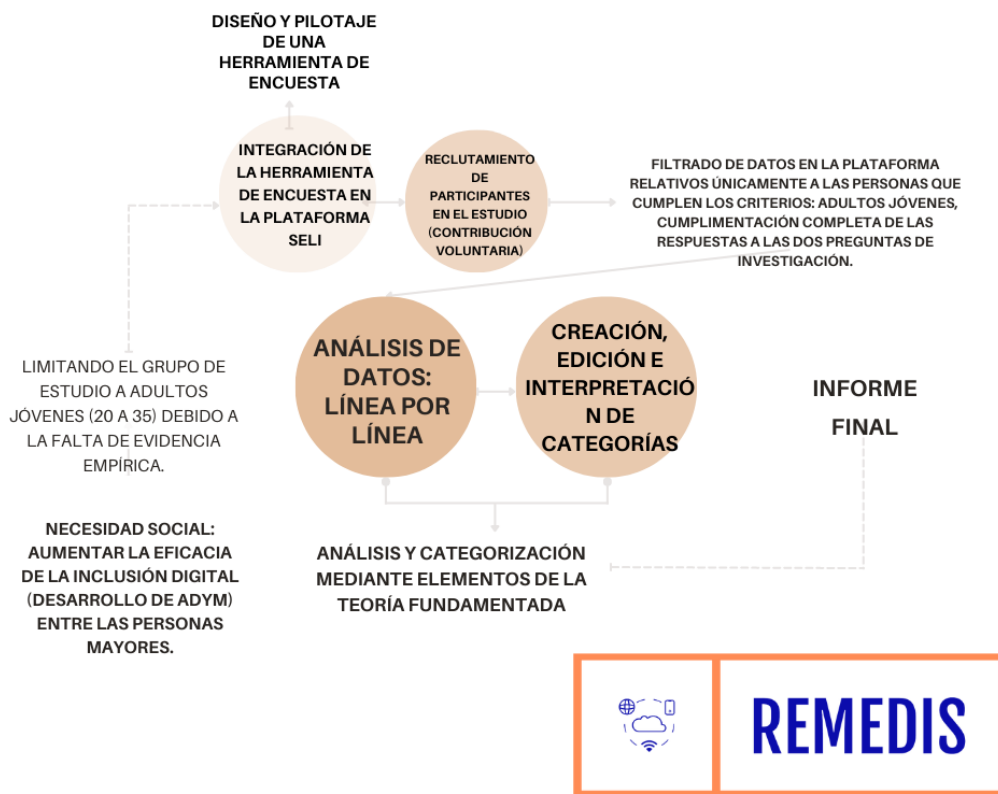 DISEÑO Y PILOTAJE
DE UNA
HERRAMIENTA DE
ENCUESTA
INTEGRACIÓN DE
LA HERRAMIENTA
DE ENCUESTA EN
LA PLATAFORMA
SELI
RECLUTAMIENTO
DE
PARTICIPANTES
EN EL ESTUDIO
(CONTRIBUCIÓN
VOLUNTARIA)
FILTRADO DE DATOS EN LA PLATAFORMA
RELATIVOS ÚNICAMENTE A LAS PERSONAS QUE
CUMPLEN LOS CRITERIOS: ADULTOS JÓVENES,
CUMPLIMENTACIÓN COMPLETA DE LAS
RESPUESTAS A LAS DOS PREGUNTAS DE
INVESTIGACIÓN.
ANÁLISIS DE
DATOS:
LÍNEA POR
LÍNEA
CREACIÓN,
EDICIÓN E
INTERPRETACIÓ
N DE
CATEGORÍAS
LIMITANDO EL GRUPO DE
ESTUDIO A ADULTOS
JÓVENES (20 A 35) DEBIDO A
LA FALTA DE EVIDENCIA
EMPÍRICA.
INFORME
FINAL
NECESIDAD SOCIAL:
AUMENTAR LA EFICACIA
DE LA INCLUSIÓN DIGITAL
(DESARROLLO DE ADYM)
ENTRE LAS PERSONAS
MAYORES.
ANÁLISIS Y CATEGORIZACIÓN
MEDIANTE ELEMENTOS DE LA
TEORÍA FUNDAMENTADA
REMEDIS